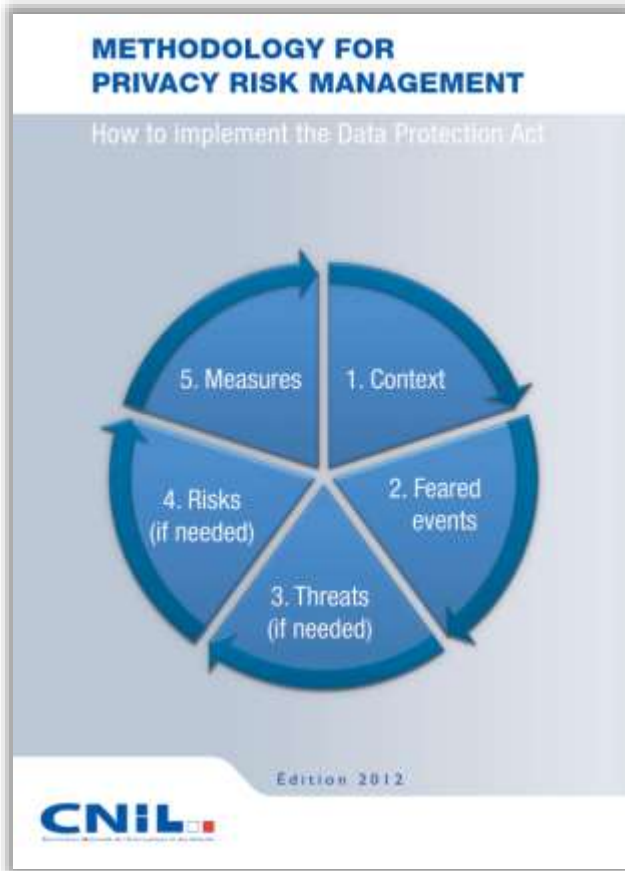 METHODOLOGY FOR
PRIVACY RISK MANAGEMENT
How to implement the Data Protection Act
5. Measures
1. Context
4. Risks
(if needed)
2. Feared
events
3. Threats
(if needed)
Édition 2012
CNIL